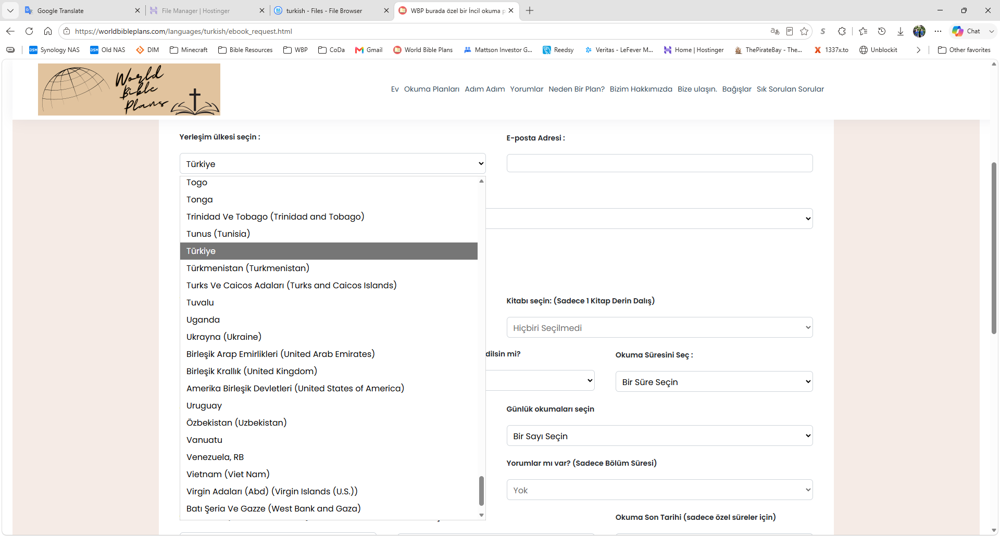 Google Translate
File Manager | Hostinger
turkish - Files - File Browser
WBP burada özel bir İncil okuma p
https://worldbibleplans.com/languages/turkish/ebook_request.html
Chat
Synology NAS
Old NAS
DIM
Minecraft
Bible Resources
WBP
CoDa
Gmail
World Bible Plans
Mattson Investor G...
Reedsy
Veritas - LeFever M...
Home | Hostinger
ThePirateBay - The...
1337x.to
Unblockit
Other favorites
World
Bible
Plans
Ev
Okuma Planları
Adım Adım
Yorumlar
Neden Bir Plan?
Bizim Hakkımızda
Bize ulaşın.
Bağışlar
Sık Sorulan Sorular
Yerleşim ülkesi seçin :
E-posta Adresi :
Türkiye
Togo
Tonga
Trinidad Ve Tobago (Trinidad and Tobago)
Tunus (Tunisia)
Türkiye
Türkmenistan (Turkmenistan)
Turks Ve Caicos Adaları (Turks and Caicos Islands)
Tuvalu
Uganda
Ukrayna (Ukraine)
Birleşik Arap Emirlikleri (United Arab Emirates)
Birleşik Krallık (United Kingdom)
Amerika Birleşik Devletleri (United States of America)
Uruguay
Özbekistan (Uzbekistan)
Vanuatu
Venezuela, RB
Vietnam (Viet Nam)
Virgin Adaları (Abd) (Virgin Islands (U.S.))
Batı Şeria Ve Gazze (West Bank and Gaza)
Kitabı seçin: (Sadece 1 Kitap Derin Dalış)
Hiçbiri Seçilmedi
dilsin mi?
Okuma Süresini Seç :
Bir Süre Seçin
Günlük okumaları seçin
Bir Sayı Seçin
Yorumlar mı var? (Sadece Bölüm Süresi)
Yok
Okuma Son Tarihi (sadece özel süreler için)